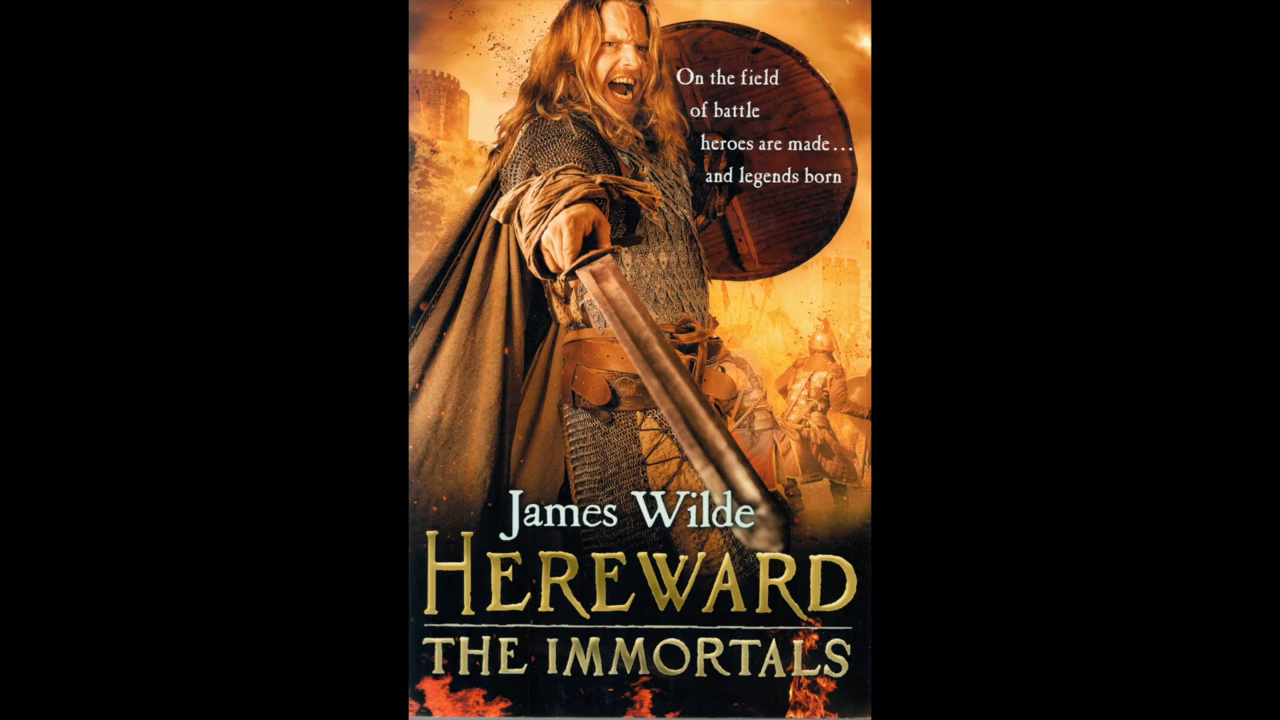 On the field
of battle
heroes are made...
and legends born
James Wilde
HEREWARD
THE IMMORTALS